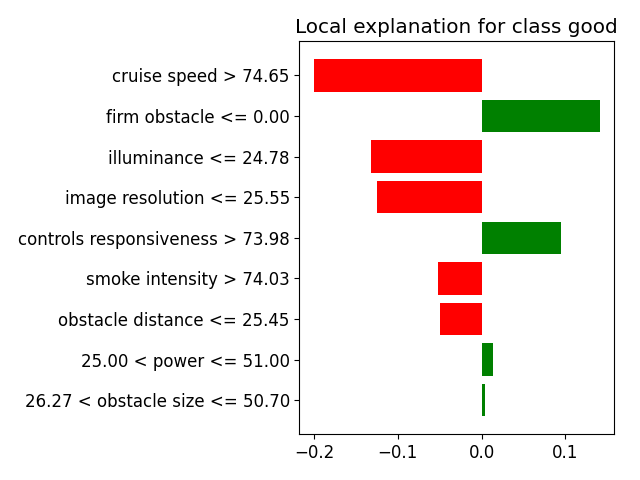 Local explanation for class good
cruise speed > 74.65
firm obstacle <= 0.00
illuminance <= 24.78
image resolution <= 25.55
controls responsiveness > 73.98
smoke intensity > 74.03
obstacle distance <= 25.45
25.00 < power <= 51.00
26.27 < obstacle size <= 50.70
−0.2 −0.1 0.0 0.1